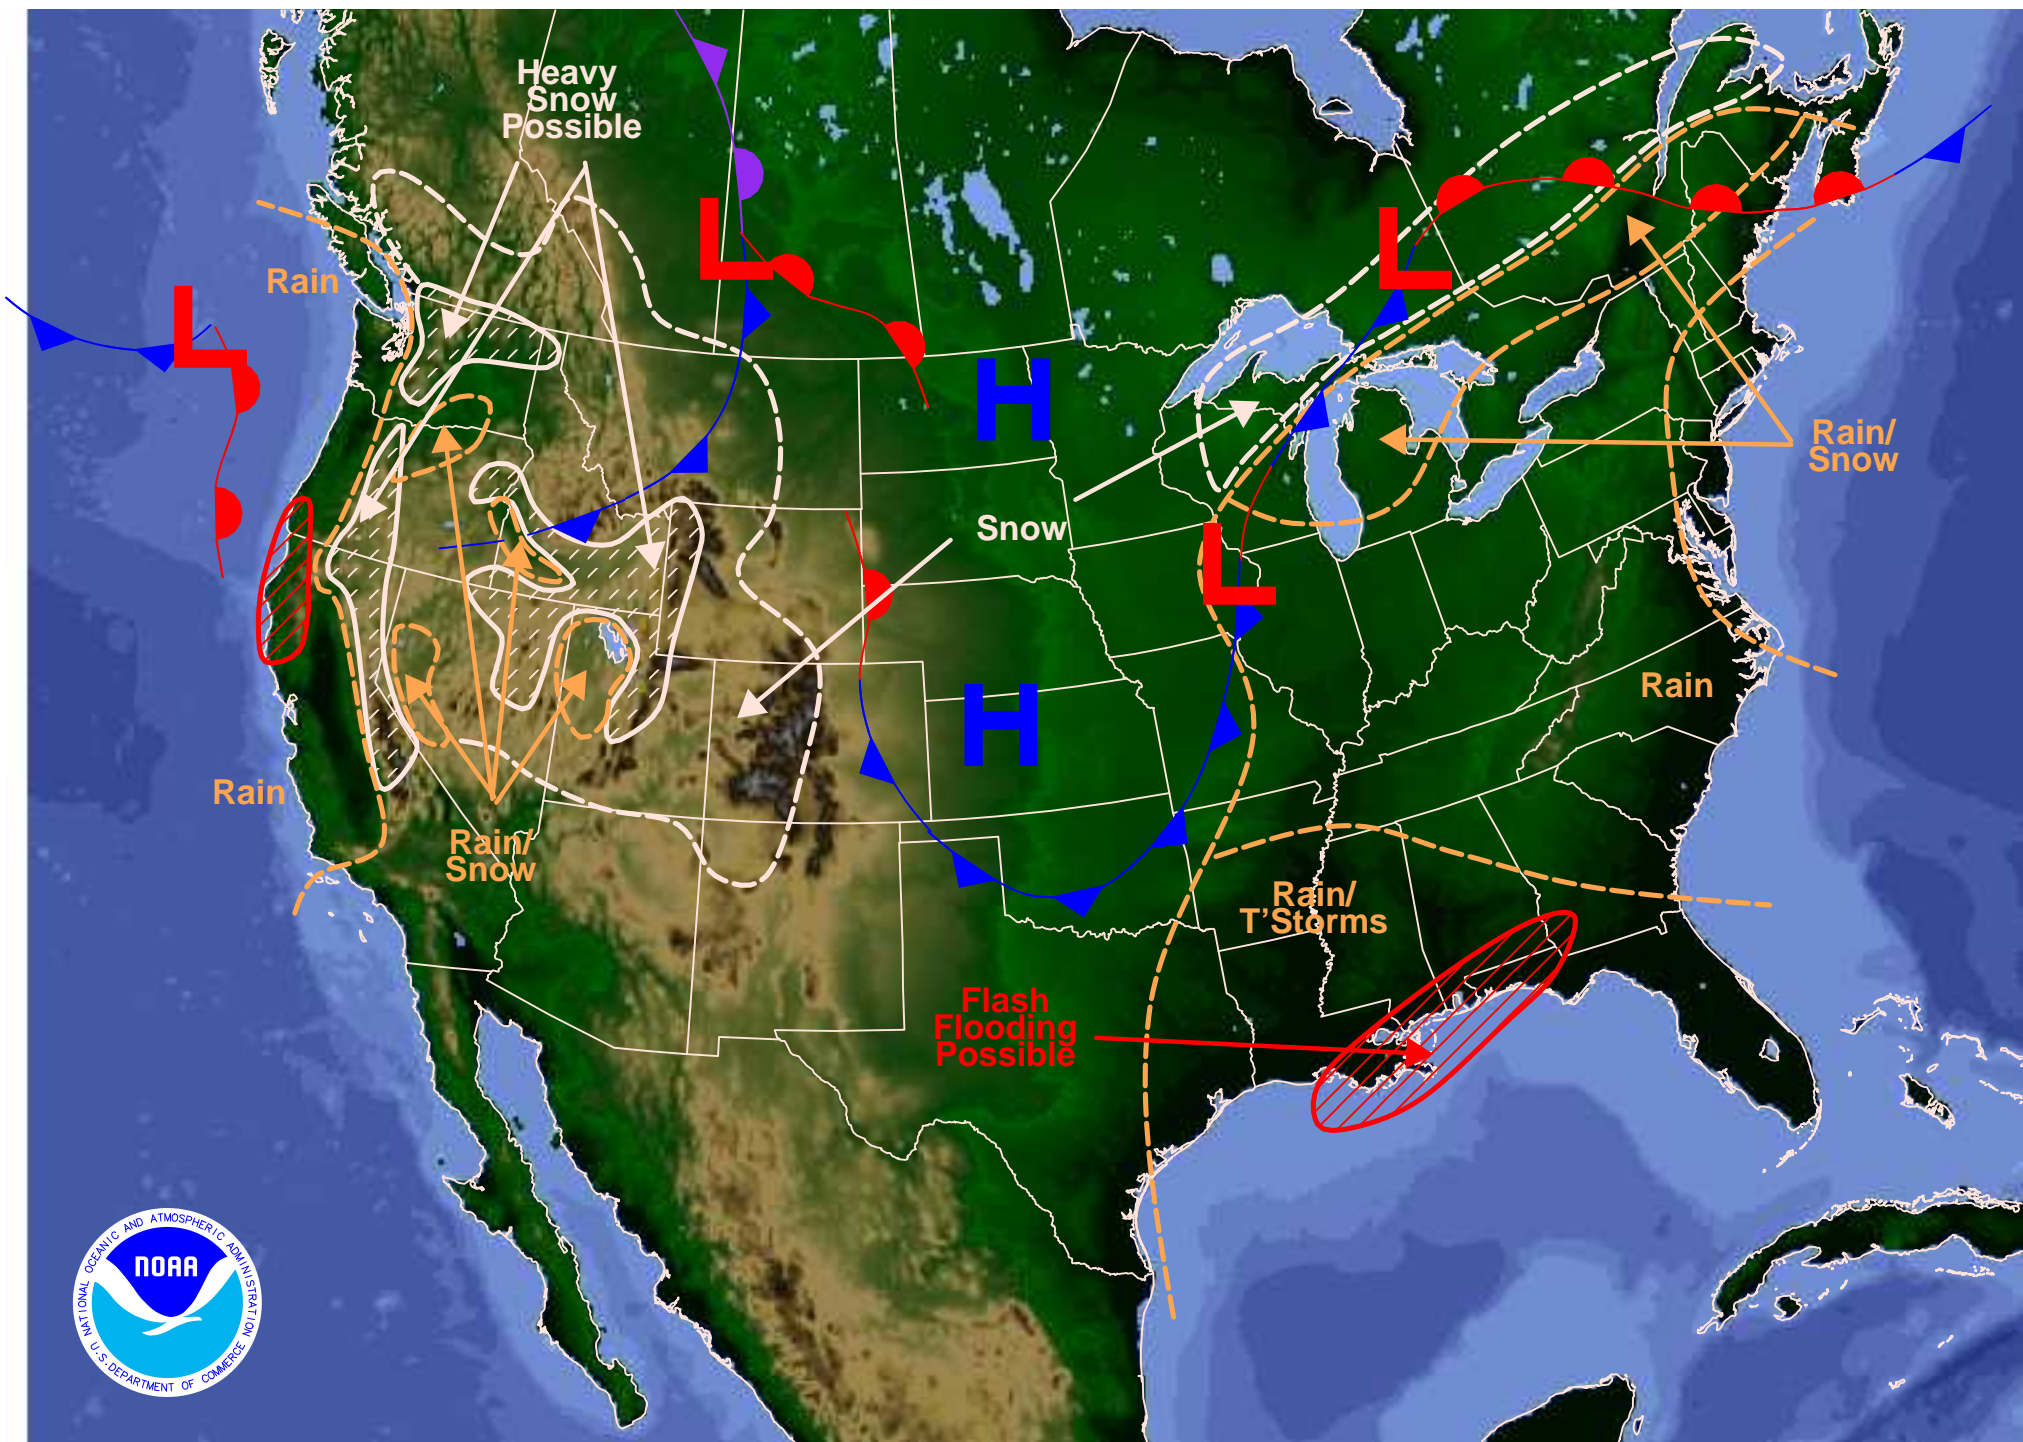 Heavy
Snow
Possible
L
L
Rain
L
H
Rain/
Snow
Snow
L
H
Rain
Rain
Rain/
Snow
Rain/
T'Storms
Flash
Flooding
Possible
NATIONAL OCEANIC AND ATMOSPHERIC ADMINISTRATION
NOAA
U.S. DEPARTMENT OF COMMERCE